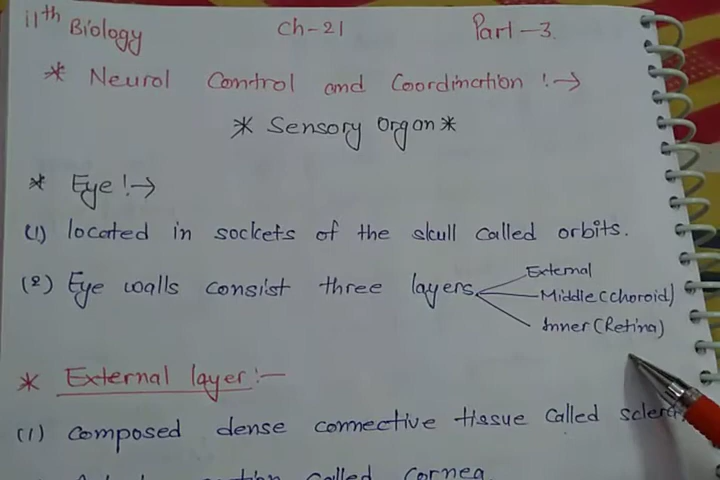 11th Biology Ch-21 Part-3.
* Neural Control and Coordination :->
* Sensory Organ *
* Eye :->
(1) located in sockets of the skull called orbits.
(2) Eye walls consist three layers
External
Middle (choroid)
Inner (Retina)
* External layer :-
(1) composed dense connective tissue called
called cornea